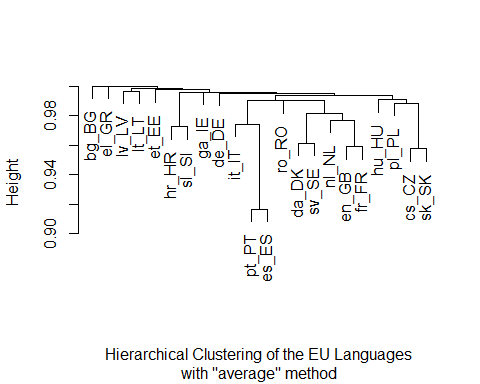 Height
0.98
0.94
0.90
bg_BG
el_GR
lv_LV
lt_LT
et_EE
hr_HR
sl_SI
ga_IE
de_DE
it_IT
pt_PT
es_ES
ro_RO
da_DK
sv_SE
nl_NL
en_GB
fr_FR
hu_HU
pl_PL
cs_CZ
sk_SK
Hierarchical Clustering of the EU Languages
with "average" method